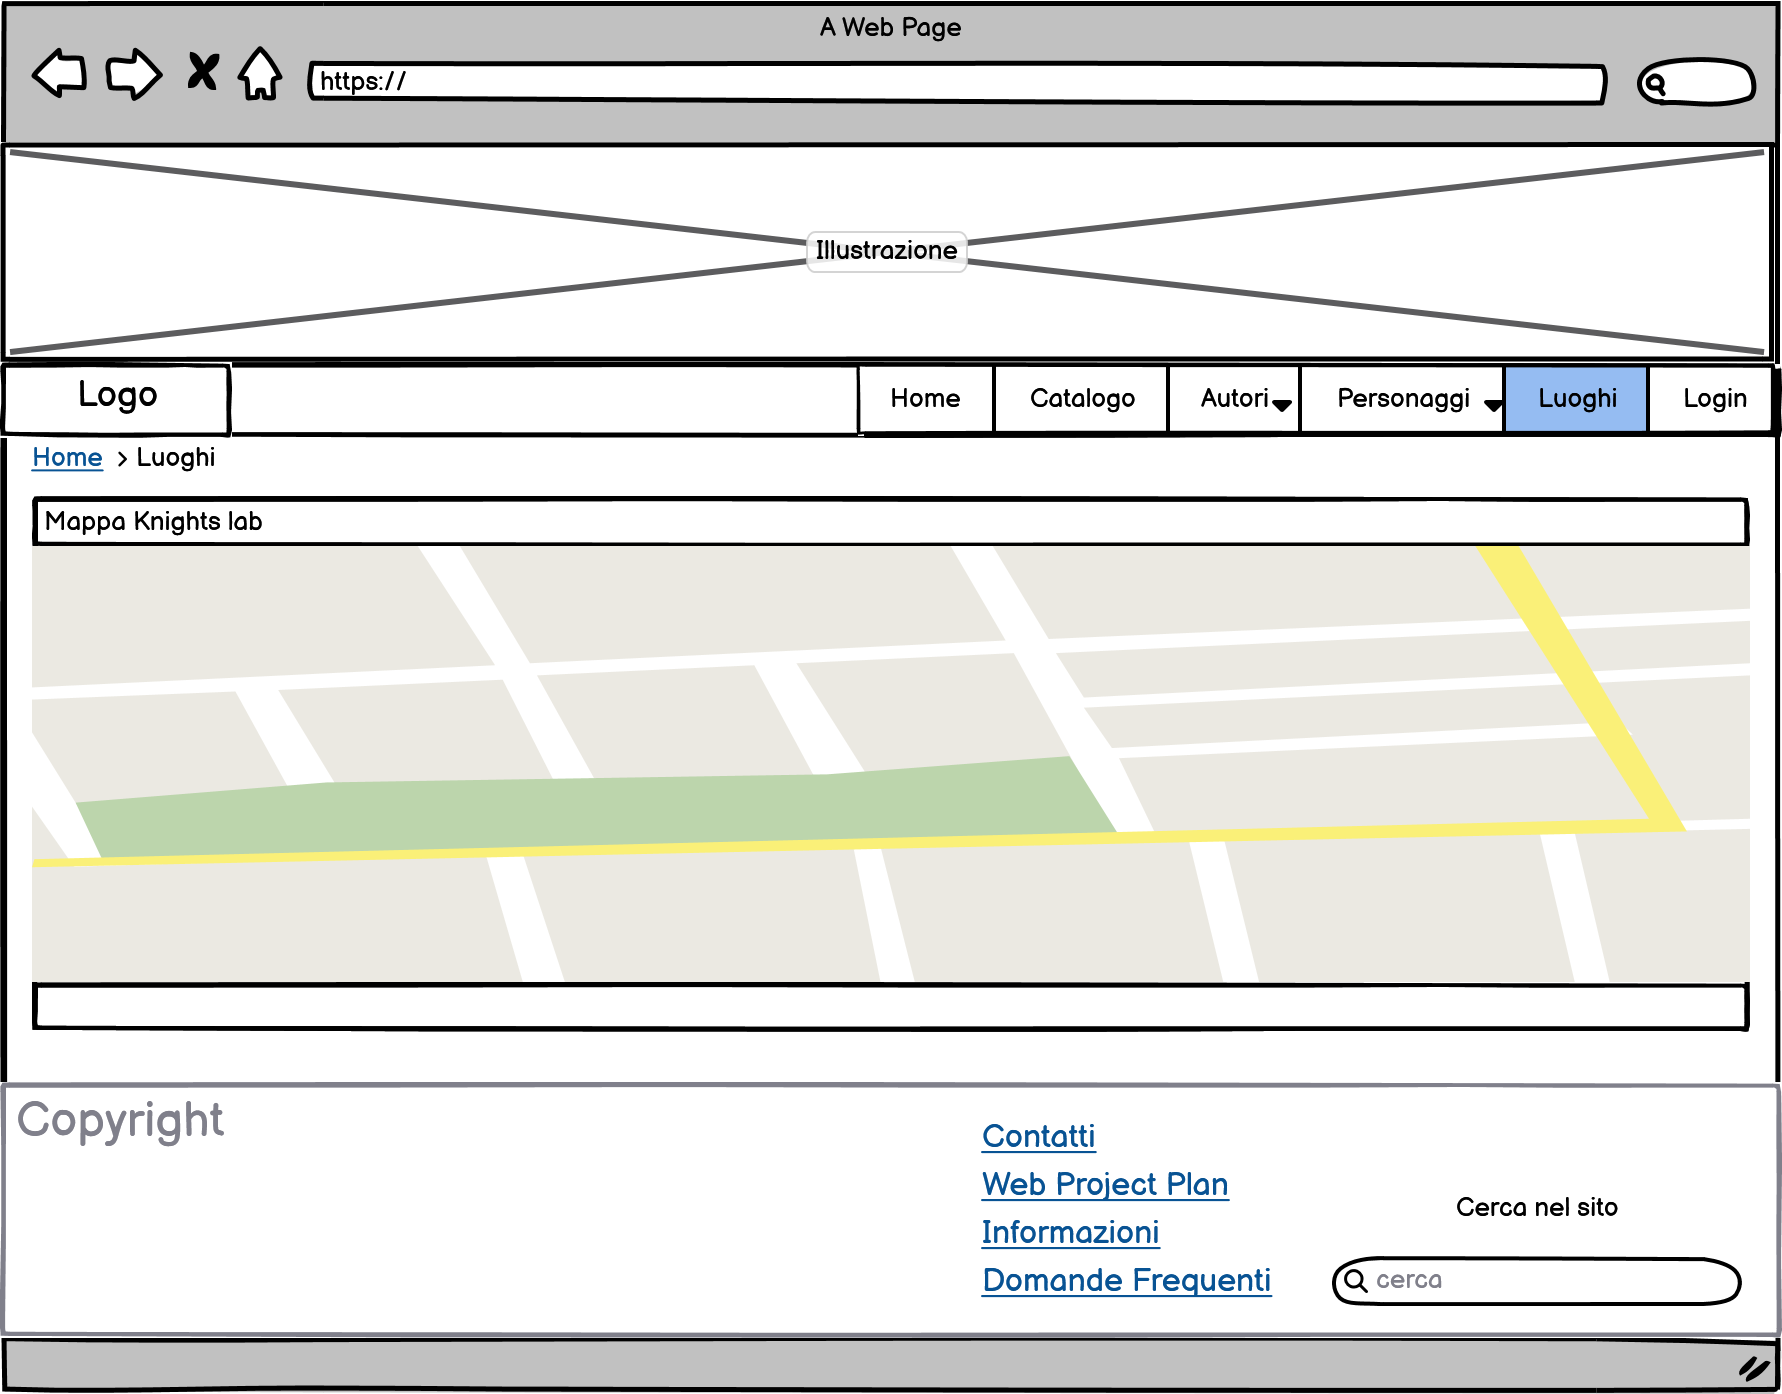 A Web Page
https://
Illustrazione
Logo
Home Catalogo Autori Personaggi Luoghi Login
Home > Luoghi
Mappa Knights lab
Copyright
Contatti
Web Project Plan
Informazioni
Domande Frequenti
Cerca nel sito
cerca